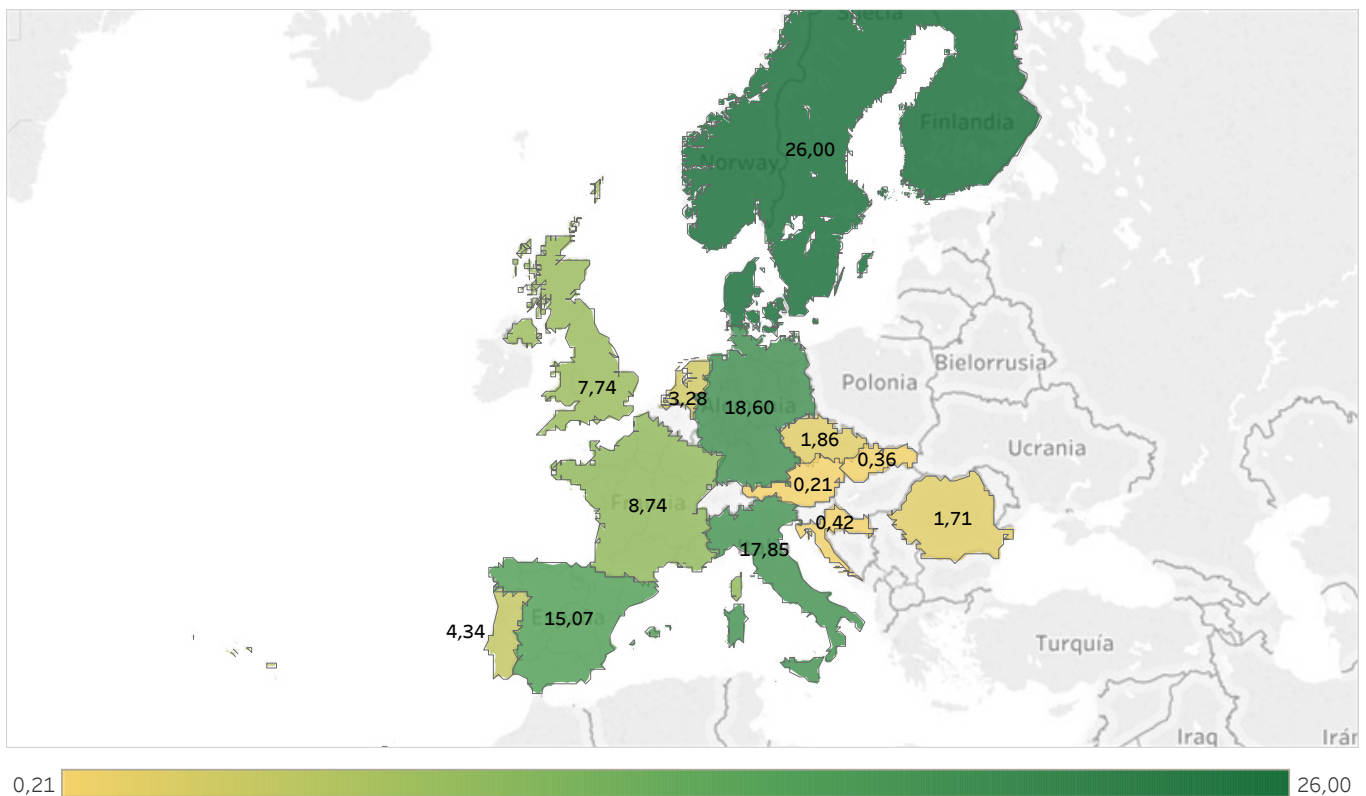 Suecia
Finlandia
26,00
Norway
Bielorrusia
Polonia
7,74
3,28
18,60
1,86
0,36
Ucrania
0,21
8,74
0,42
1,71
17,85
15,07
4,34
Turquía
Iraq
Irár
0,21
26,00